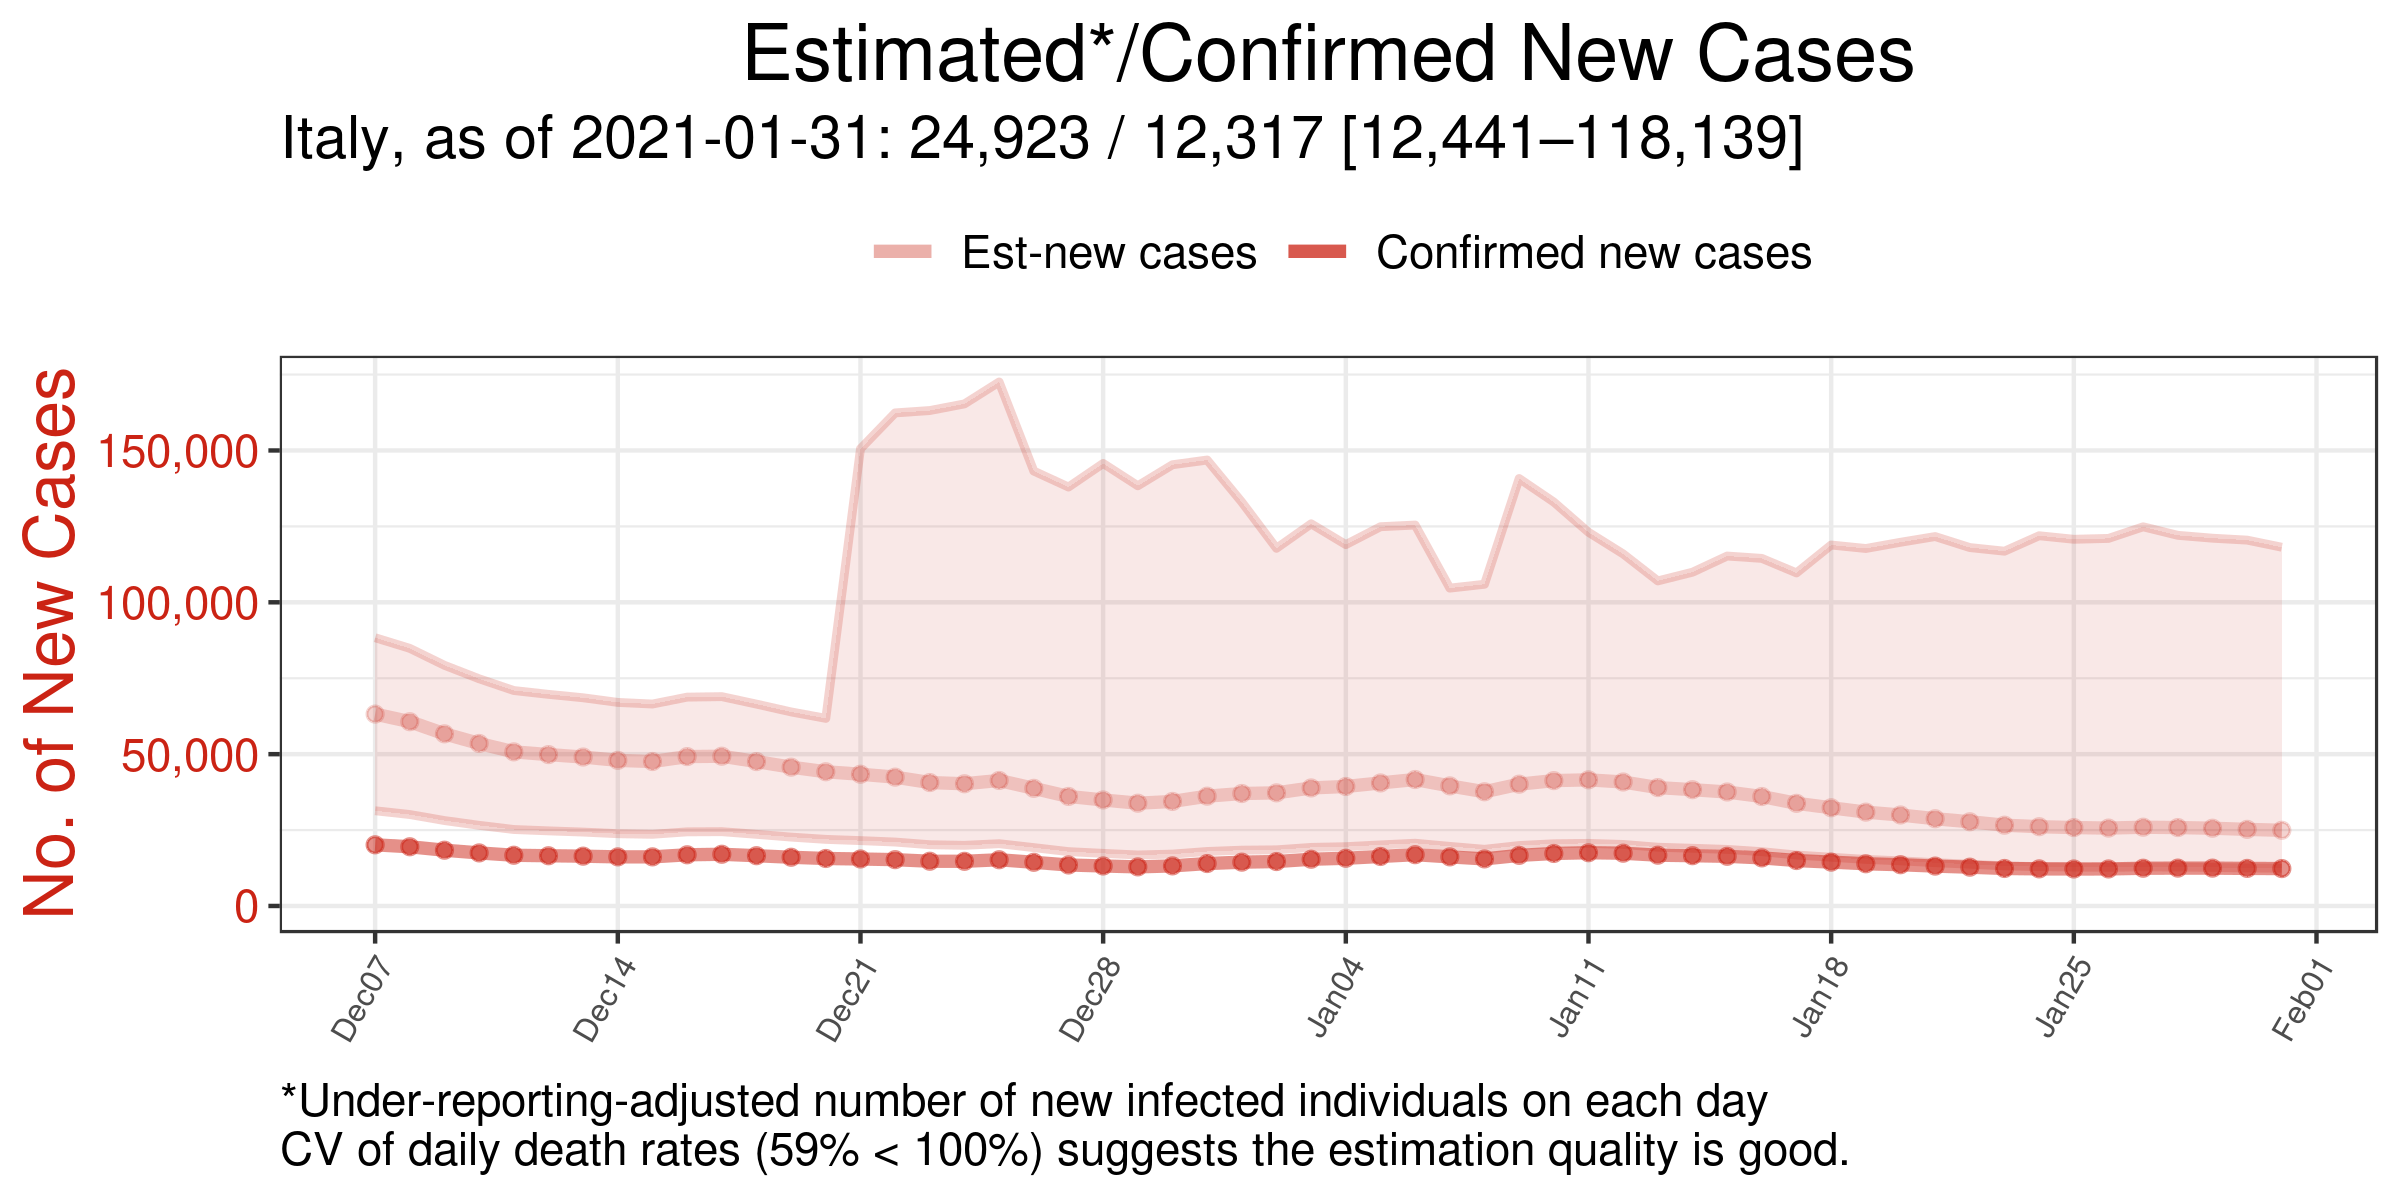 Estimated*/Confirmed New Cases
Italy, as of 2021-01-31: 24,923 / 12,317 [12,441–118,139]
Est-new cases
Confirmed new cases
No. of New Cases
150,000
100,000
50,000
0
Dec07
Dec14
Dec21
Dec28
Jan04
Jan11
Jan18
Jan25
Feb01
*Under-reporting-adjusted number of new infected individuals on each day
CV of daily death rates (59% < 100%) suggests the estimation quality is good.